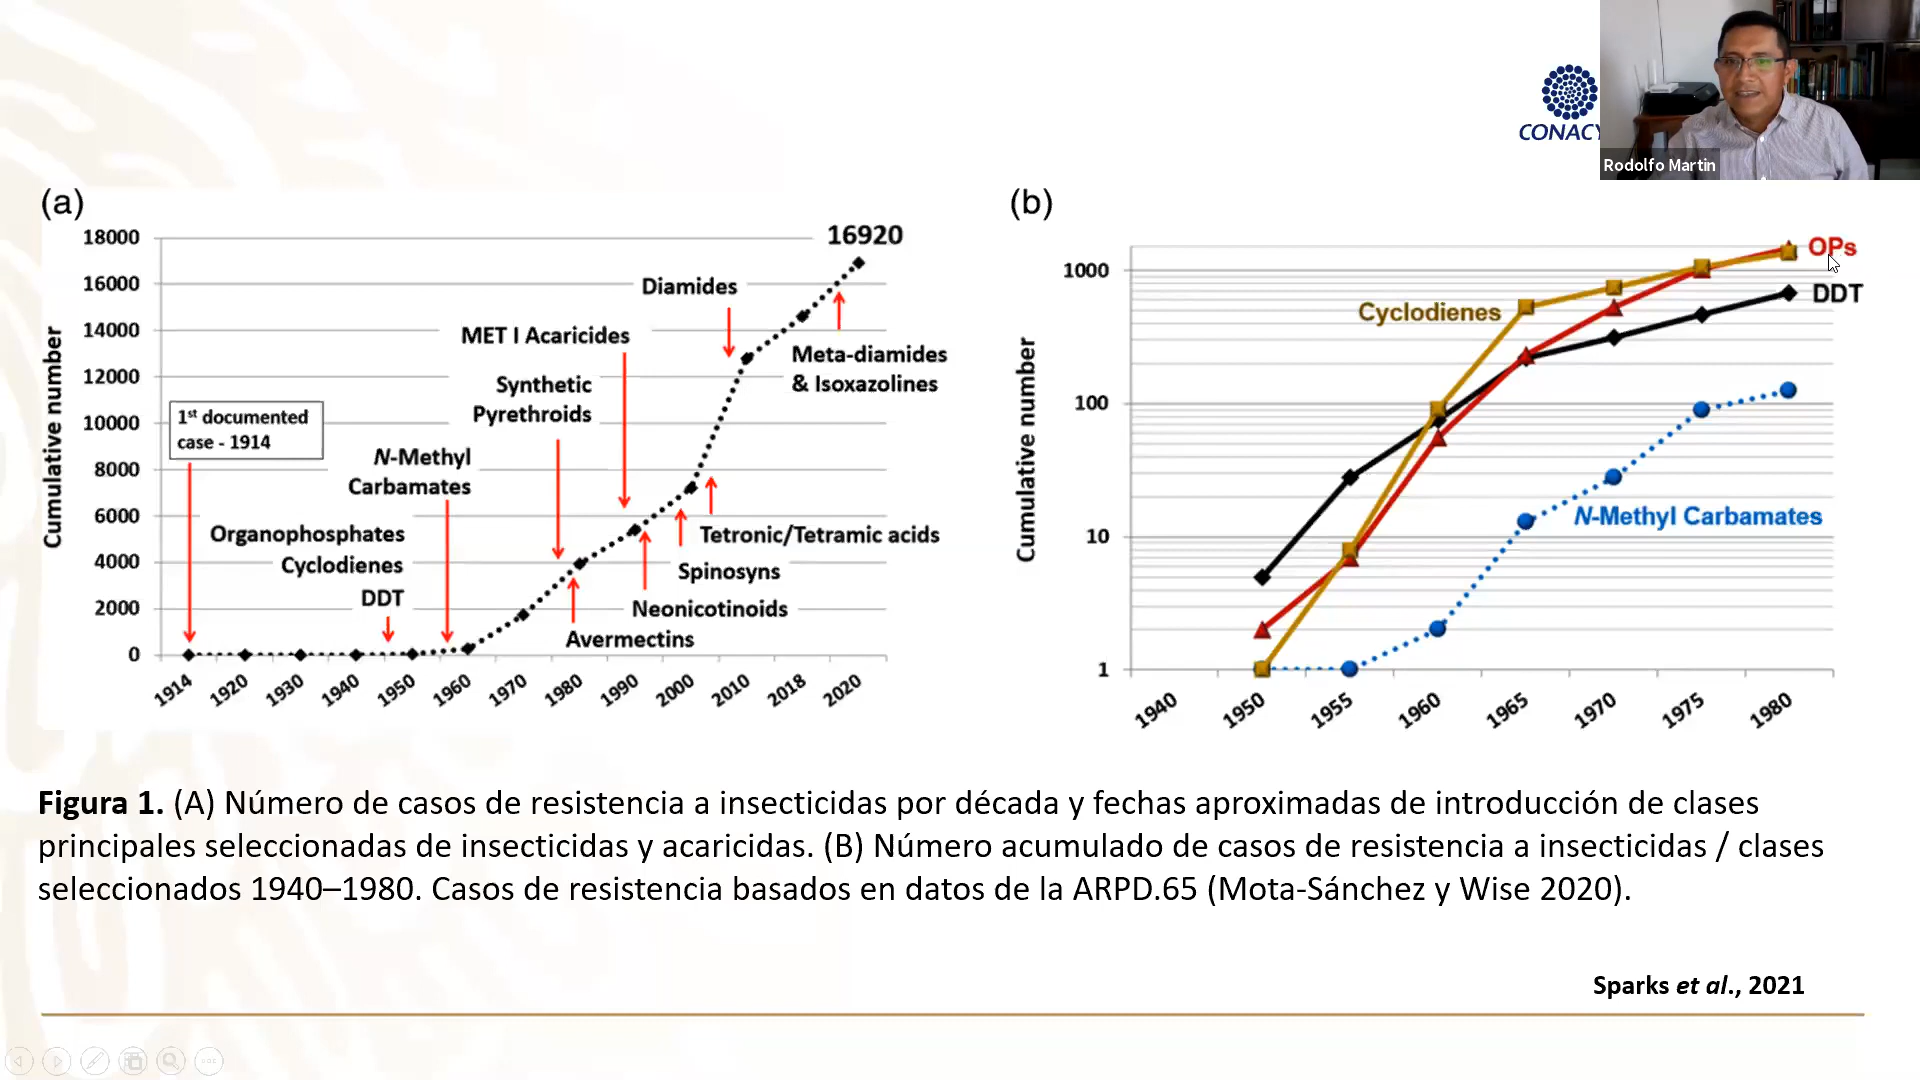 CONACY
Rodolfo Martin
(a)
18000
16000
14000
12000
10000
8000
6000
4000
2000
0
Cumulative number
16920
Diamides
MET I Acaricides
Meta-diamides
& Isoxazolines
Synthetic
Pyrethroids
1st documented
case - 1914
N-Methyl
Carbamates
Organophosphates
Cyclodienes
DDT
Tetronic/Tetramic acids
Spinosyns
Neonicotinoids
Avermectins
1914
1920
1930
1940
1950
1960
1970
1980
1990
2000
2010
2018
2020
(b)
1000
100
10
1
Cumulative number
OPs
DDT
Cyclodienes
N-Methyl Carbamates
1940
1950
1955
1960
1965
1970
1975
1980
Figura 1. (A) Número de casos de resistencia a insecticidas por década y fechas aproximadas de introducción de clases
principales seleccionadas de insecticidas y acaricidas. (B) Número acumulado de casos de resistencia a insecticidas / clases
seleccionados 1940–1980. Casos de resistencia basados en datos de la ARPD.65 (Mota-Sánchez y Wise 2020).
Sparks et al., 2021